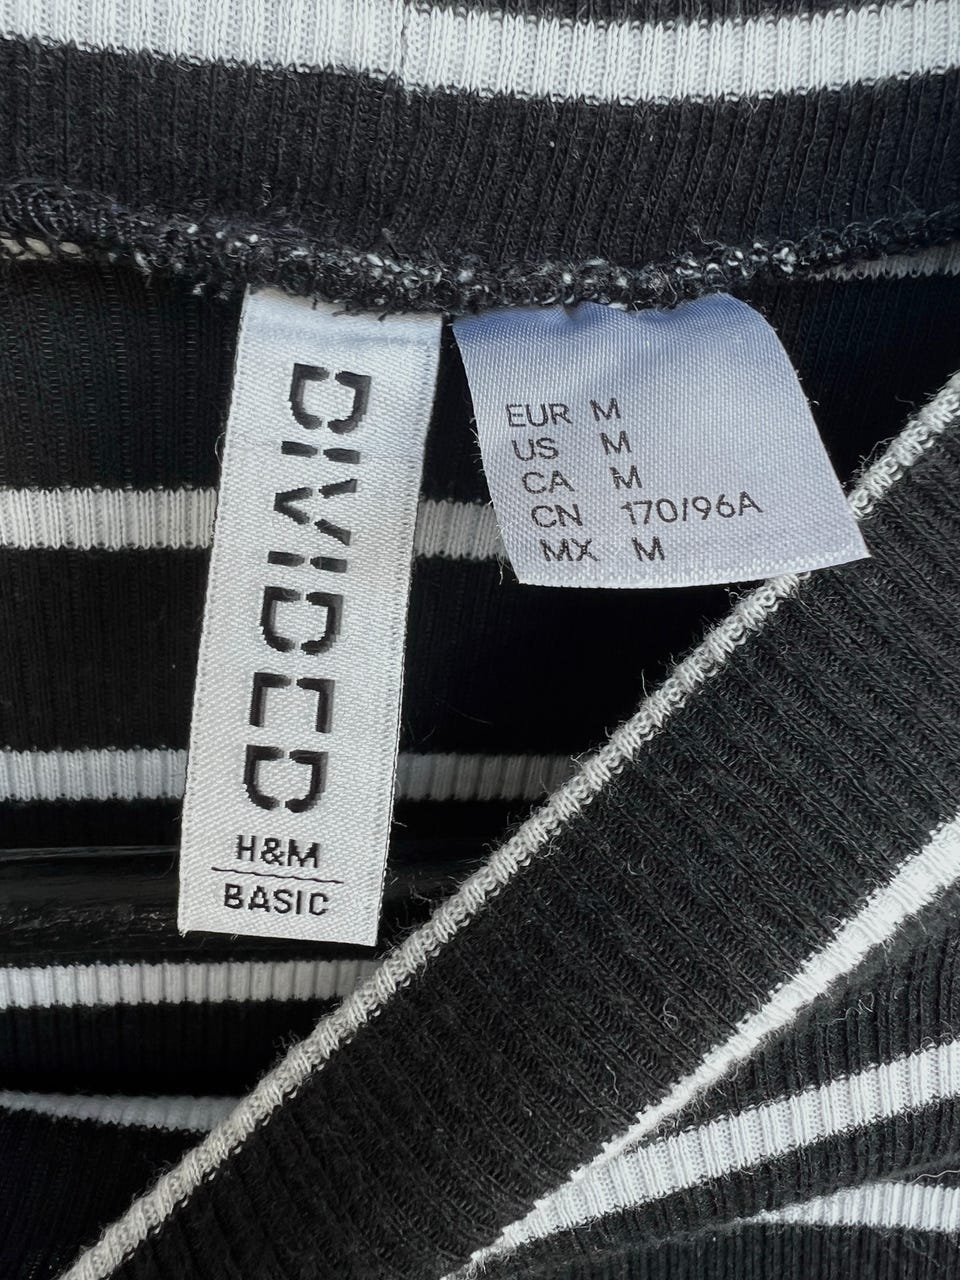 DIVIDED
H&M
BASIC
EUR M
US M
CA M
CN 170/96A
MX M